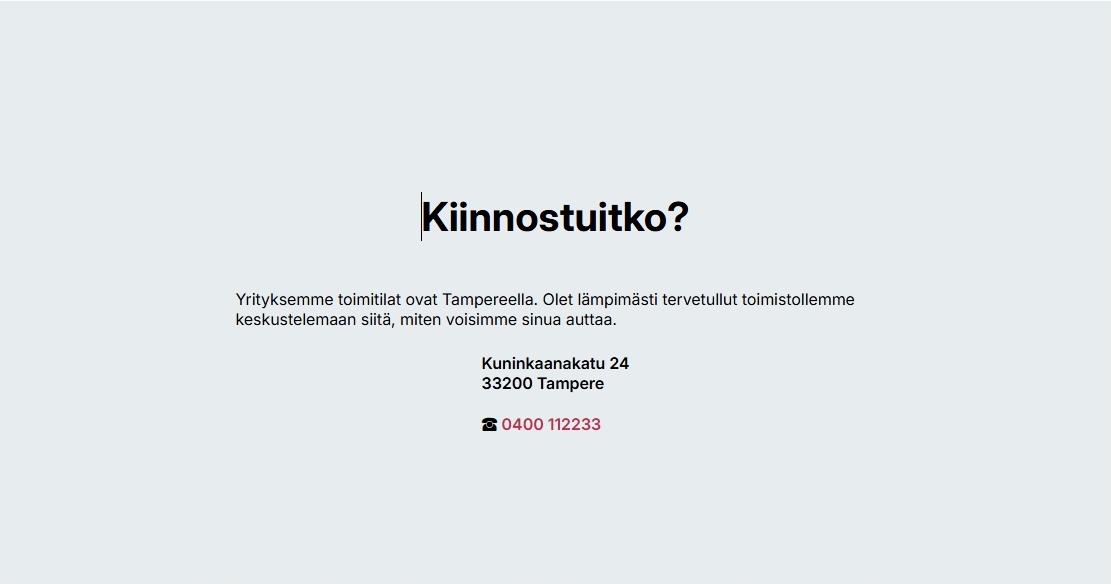 Kiinnostuitko?
Yrityksemme toimitilat ovat Tampereella. Olet lämpimästi tervetullut toimistollemme
keskustelemaan siitä, miten voisimme sinua auttaa.
Kuninkaanakatu 24
33200 Tampere
☎ 0400 112233